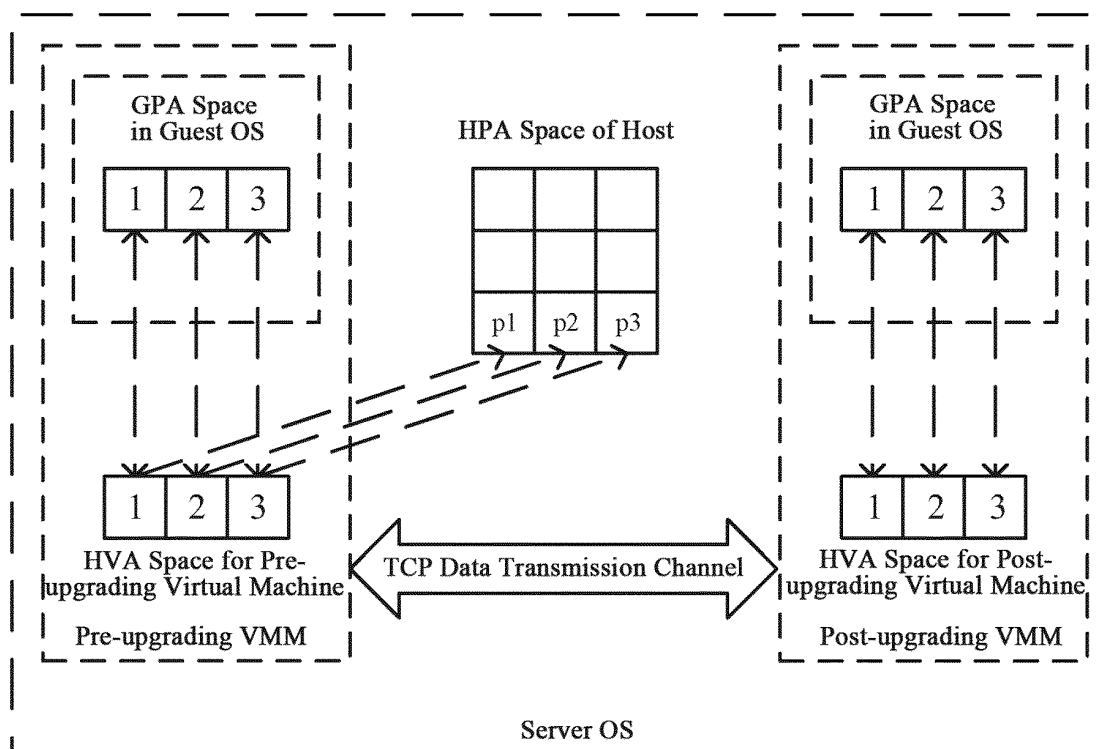 GPA Space
in Guest OS
1 2 3
HVA Space for Pre-
upgrading Virtual Machine
1 2 3
Pre-upgrading VMM
HPA Space of Host
p1 p2 p3
TCP Data Transmission Channel
GPA Space
in Guest OS
1 2 3
1 2 3
HVA Space for Post-
upgrading Virtual Machine
Post-upgrading VMM
Server OS